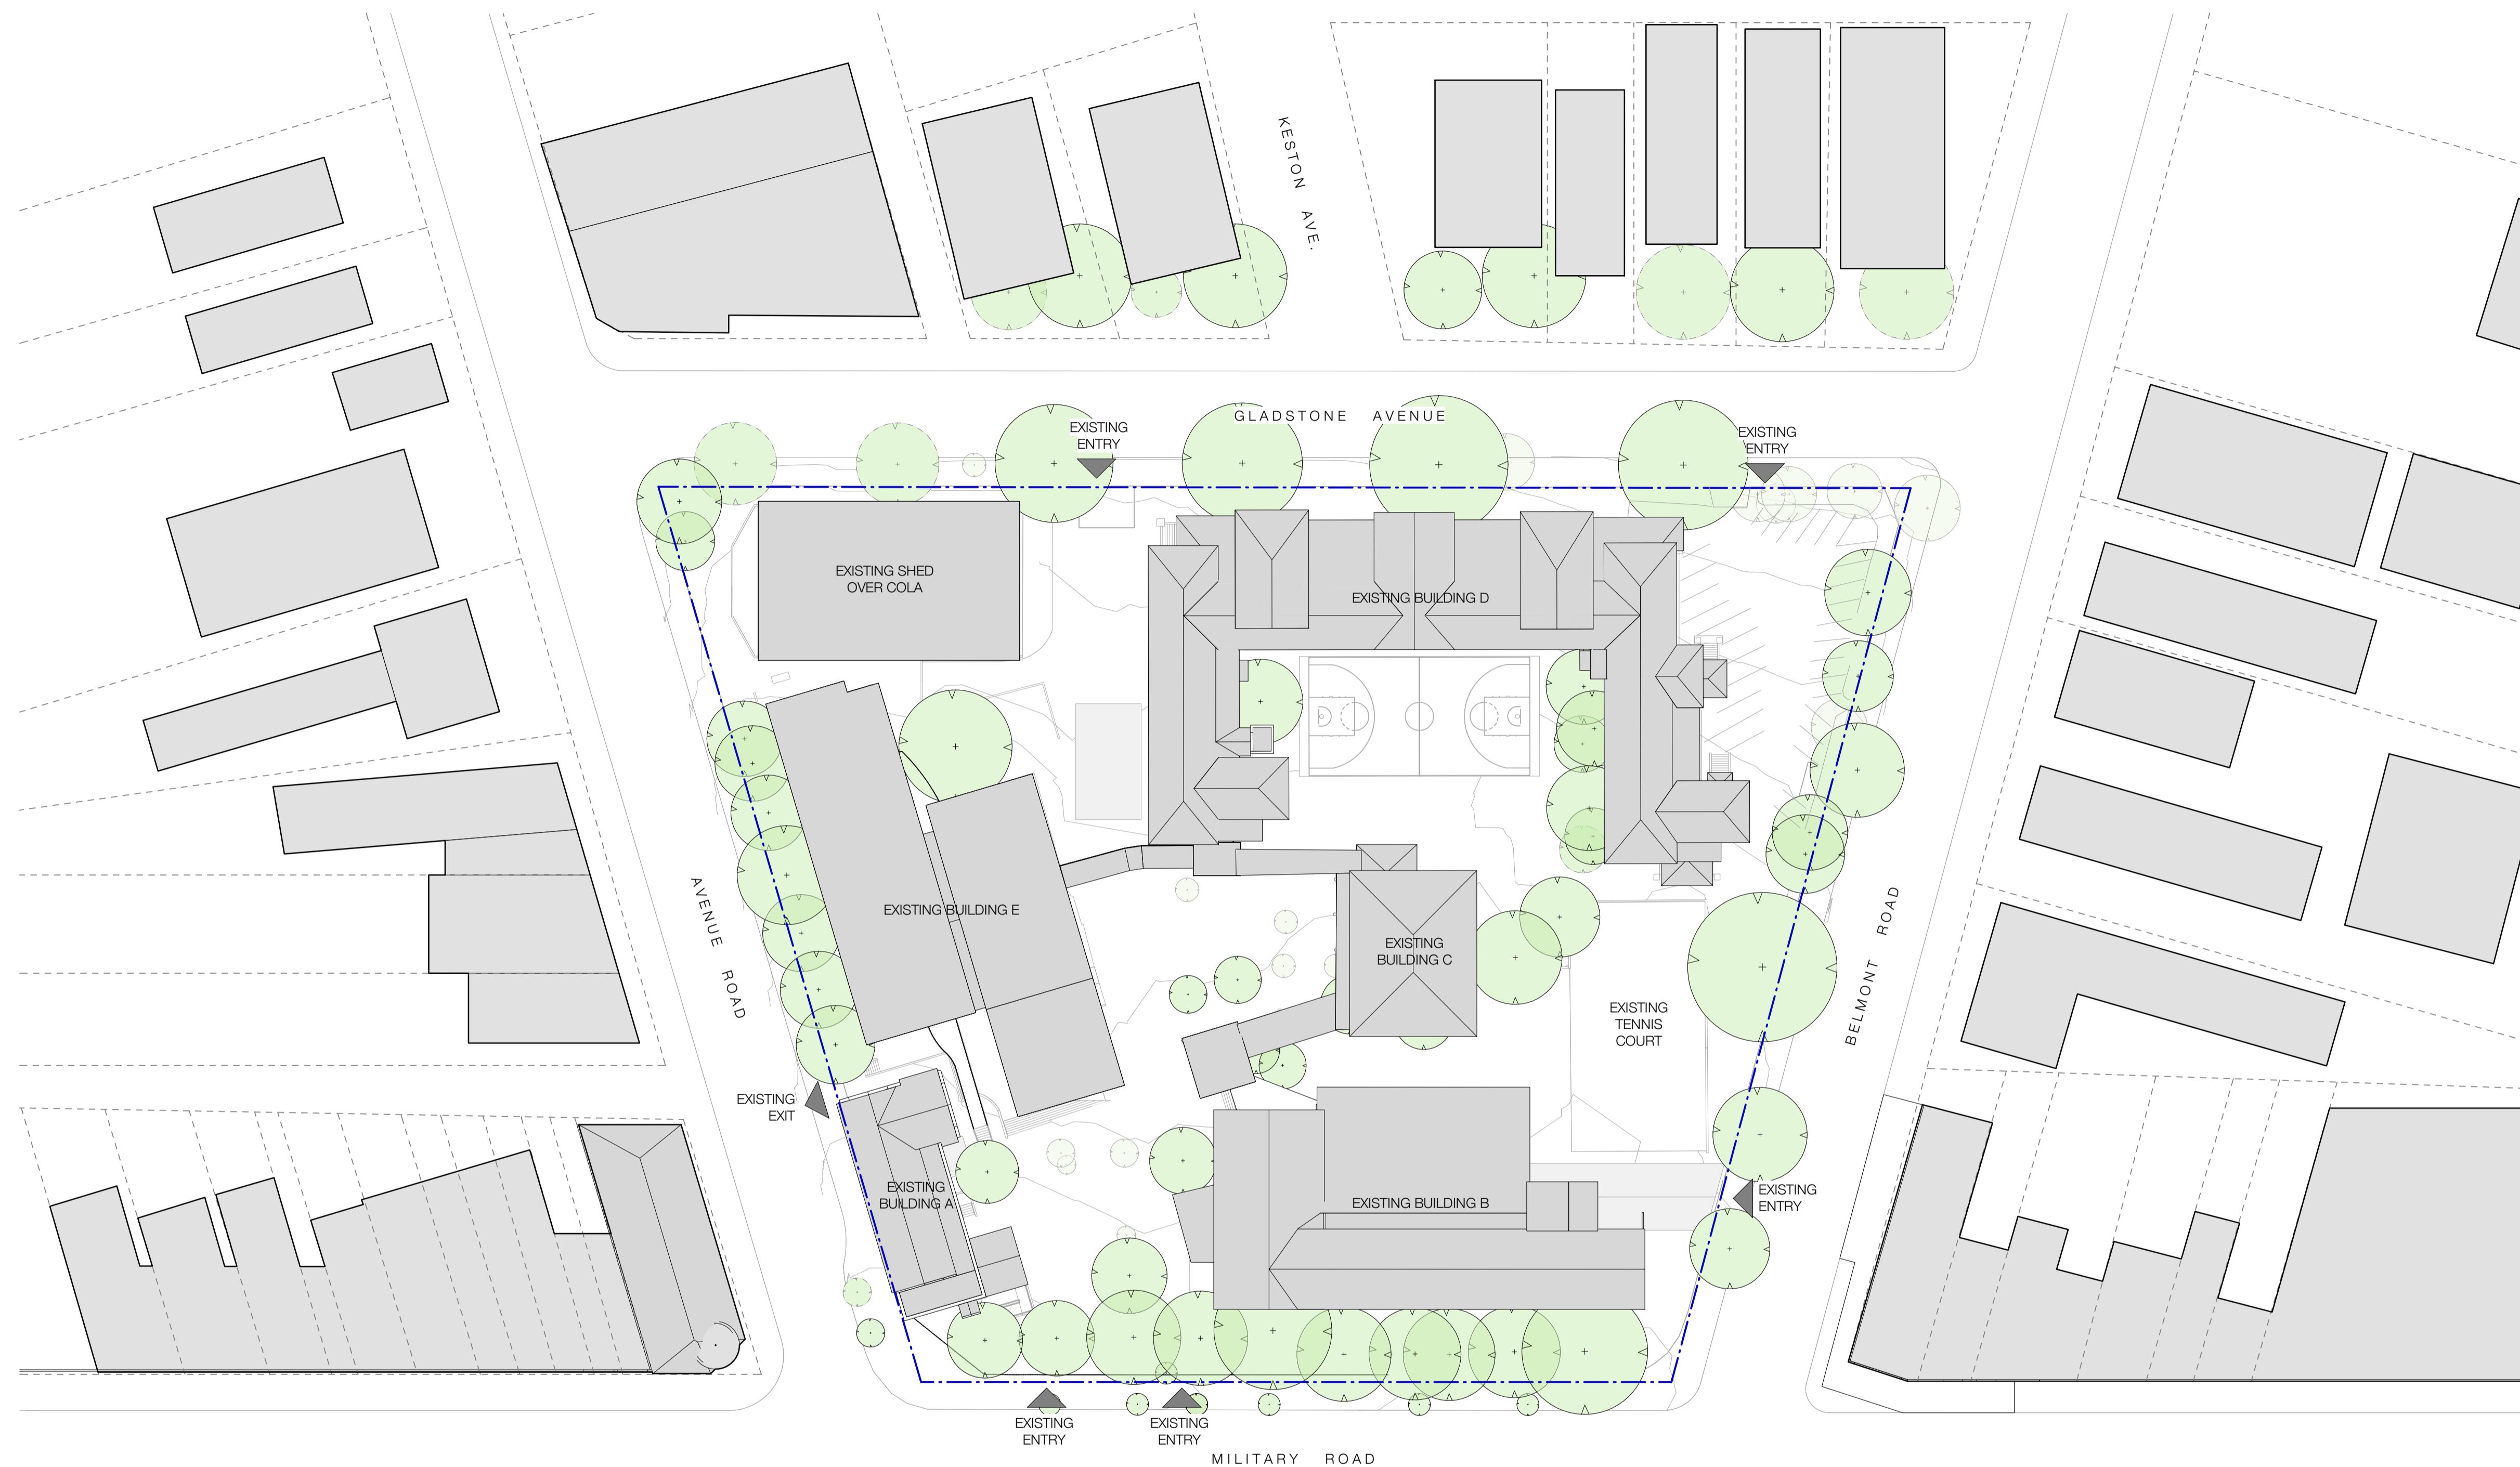 KESTON AVE.
GLADSTONE AVENUE
EXISTING
ENTRY
EXISTING
ENTRY
EXISTING SHED
OVER COLA
EXISTING BUILDING D
AVENUE ROAD
EXISTING BUILDING E
EXISTING
BUILDING C
EXISTING
TENNIS
COURT
BELMONT ROAD
EXISTING
EXIT
EXISTING
BUILDING A
EXISTING BUILDING B
EXISTING
ENTRY
EXISTING
ENTRY
EXISTING
ENTRY
MILITARY ROAD